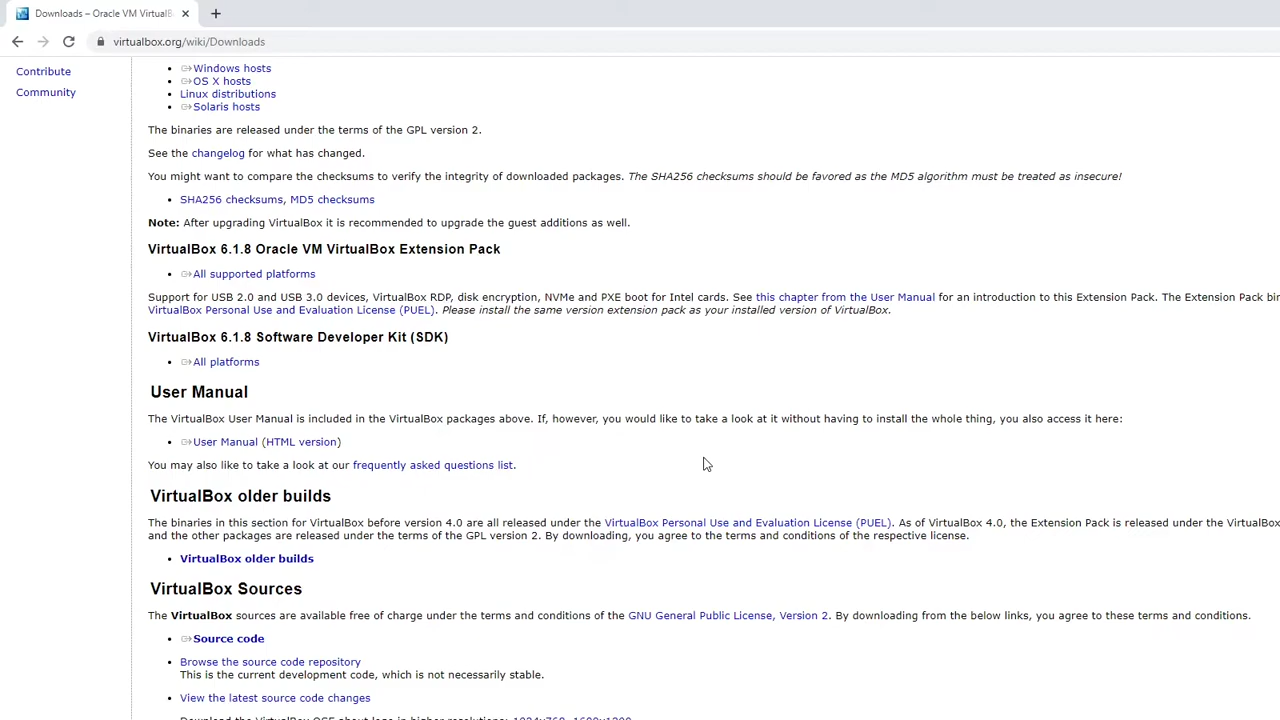 Downloads – Oracle VM VirtualB
virtualbox.org/wiki/Downloads
Contribute
Community
Windows hosts
OS X hosts
Linux distributions
Solaris hosts
The binaries are released under the terms of the GPL version 2.
See the changelog for what has changed.
You might want to compare the checksums to verify the integrity of downloaded packages. The SHA256 checksums should be favored as the MD5 algorithm must be treated as insecure!
SHA256 checksums, MD5 checksums
Note: After upgrading VirtualBox it is recommended to upgrade the guest additions as well.
VirtualBox 6.1.8 Oracle VM VirtualBox Extension Pack
All supported platforms
Support for USB 2.0 and USB 3.0 devices, VirtualBox RDP, disk encryption, NVMe and PXE boot for Intel cards. See this chapter from the User Manual for an introduction to this Extension Pack. The Extension Pack bin
VirtualBox Personal Use and Evaluation License (PUEL). Please install the same version extension pack as your installed version of VirtualBox.
VirtualBox 6.1.8 Software Developer Kit (SDK)
All platforms
User Manual
The VirtualBox User Manual is included in the VirtualBox packages above. If, however, you would like to take a look at it without having to install the whole thing, you also access it here:
User Manual (HTML version)
You may also like to take a look at our frequently asked questions list.
VirtualBox older builds
The binaries in this section for VirtualBox before version 4.0 are all released under the VirtualBox Personal Use and Evaluation License (PUEL). As of VirtualBox 4.0, the Extension Pack is released under the VirtualBox
and the other packages are released under the terms of the GPL version 2. By downloading, you agree to the terms and conditions of the respective license.
VirtualBox older builds
VirtualBox Sources
The VirtualBox sources are available free of charge under the terms and conditions of the GNU General Public License, Version 2. By downloading from the below links, you agree to these terms and conditions.
Source code
Browse the source code repository
This is the current development code, which is not necessarily stable.
View the latest source code changes
Download the VirtualBox OSE about logo in higher resolutions: 1024x768, 1600x1200